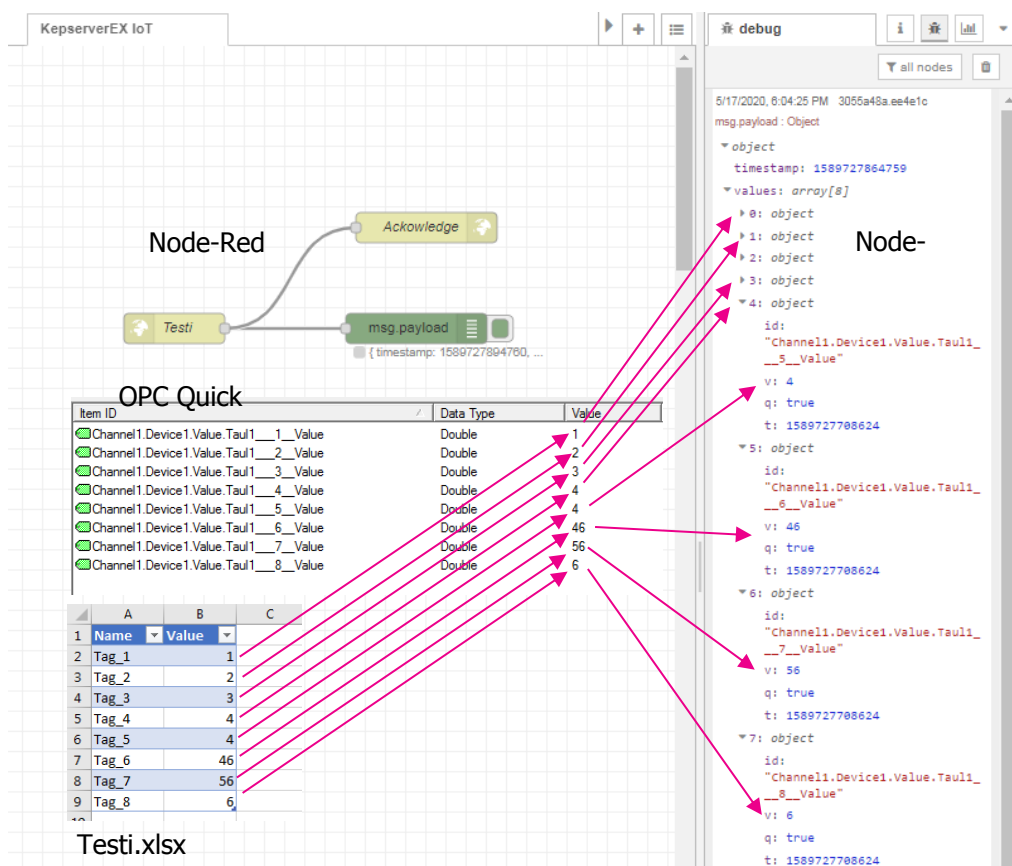 KepserverEX IoT
Node-Red
Ackowledge
Testi
msg.payload
{ timestamp: 1589727894760, ...
OPC Quick
Item ID Data Type Value
Channel1.Device1.Value.Taul1___1__Value Double 1
Channel1.Device1.Value.Taul1___2__Value Double 2
Channel1.Device1.Value.Taul1___3__Value Double 3
Channel1.Device1.Value.Taul1___4__Value Double 4
Channel1.Device1.Value.Taul1___5__Value Double 4
Channel1.Device1.Value.Taul1___6__Value Double 46
Channel1.Device1.Value.Taul1___7__Value Double 56
Channel1.Device1.Value.Taul1___8__Value Double 6
A B C
1 Name Value
2 Tag_1 1
3 Tag_2 2
4 Tag_3 3
5 Tag_4 4
6 Tag_5 4
7 Tag_6 46
8 Tag_7 56
9 Tag_8 6
Testi.xlsx
debug
i
all nodes
5/17/2020, 6:04:25 PM 3055a48a.ee4e1c
msg.payload : Object
object
timestamp: 1589727864759
values: array[8]
0: object
1: object
Node-
2: object
3: object
4: object
id:
"Channel1.Device1.Value.Taul1_
__5__Value"
v: 4
q: true
t: 1589727708624
5: object
id:
"Channel1.Device1.Value.Taul1_
__6__Value"
v: 46
q: true
t: 1589727708624
6: object
id:
"Channel1.Device1.Value.Taul1_
__7__Value"
v: 56
q: true
t: 1589727708624
7: object
id:
"Channel1.Device1.Value.Taul1_
__8__Value"
v: 6
q: true
t: 1589727708624